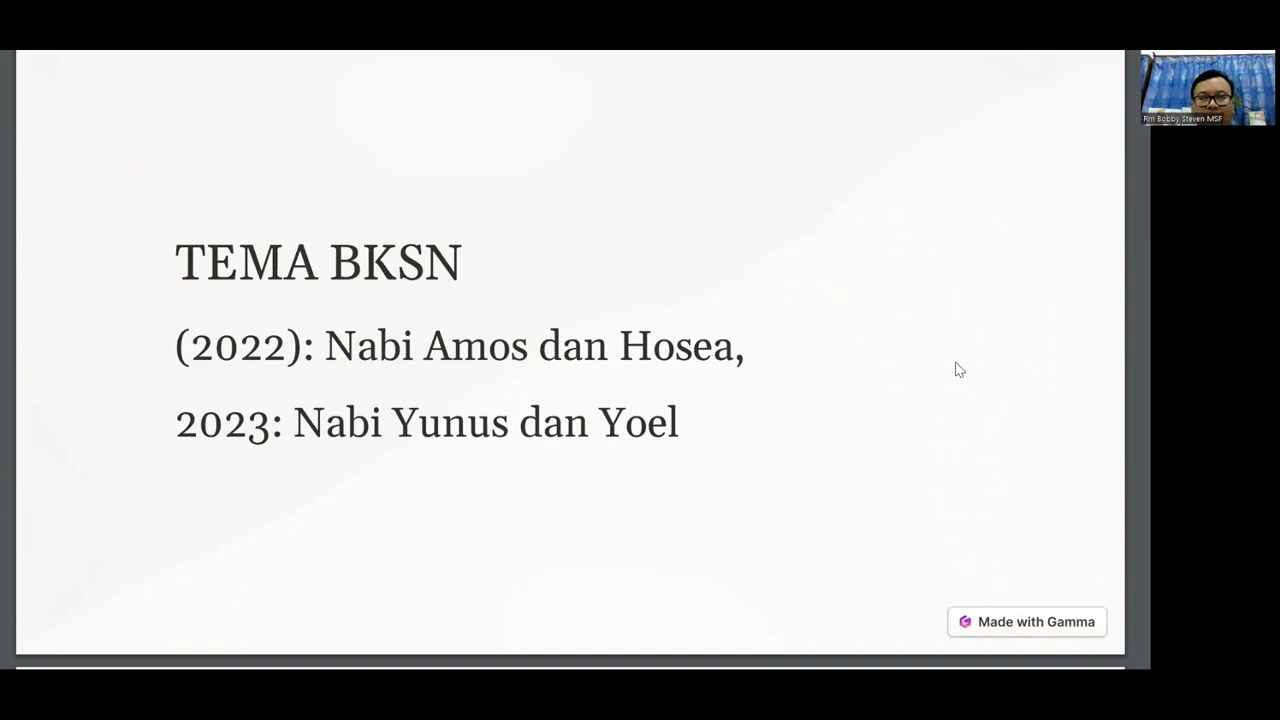 TEMA BKSN
(2022): Nabi Amos dan Hosea,
2023: Nabi Yunus dan Yoel
Made with Gamma
Rm Bobby Steven MSF